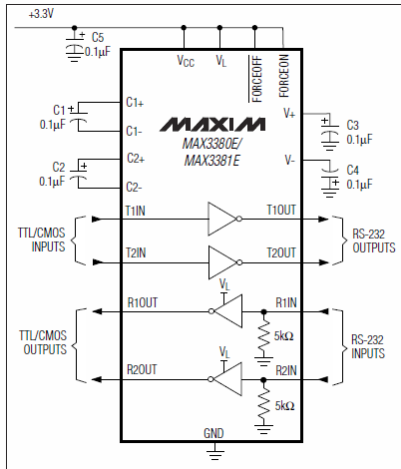 +3.3V
C5
0.1µF
VCC
VL
FORCEOFF
FORCEON
C1
0.1µF
C1+
C1-
C2
0.1µF
C2+
C2-
MAXIM
MAX3380E/
MAX3381E
V+
C3
0.1µF
V-
C4
0.1µF
TTL/CMOS
INPUTS
T1IN
T1OUT
T2IN
T2OUT
RS-232
OUTPUTS
TTL/CMOS
OUTPUTS
R1OUT
VL
R1IN
5kΩ
R2OUT
VL
R2IN
5kΩ
RS-232
INPUTS
GND